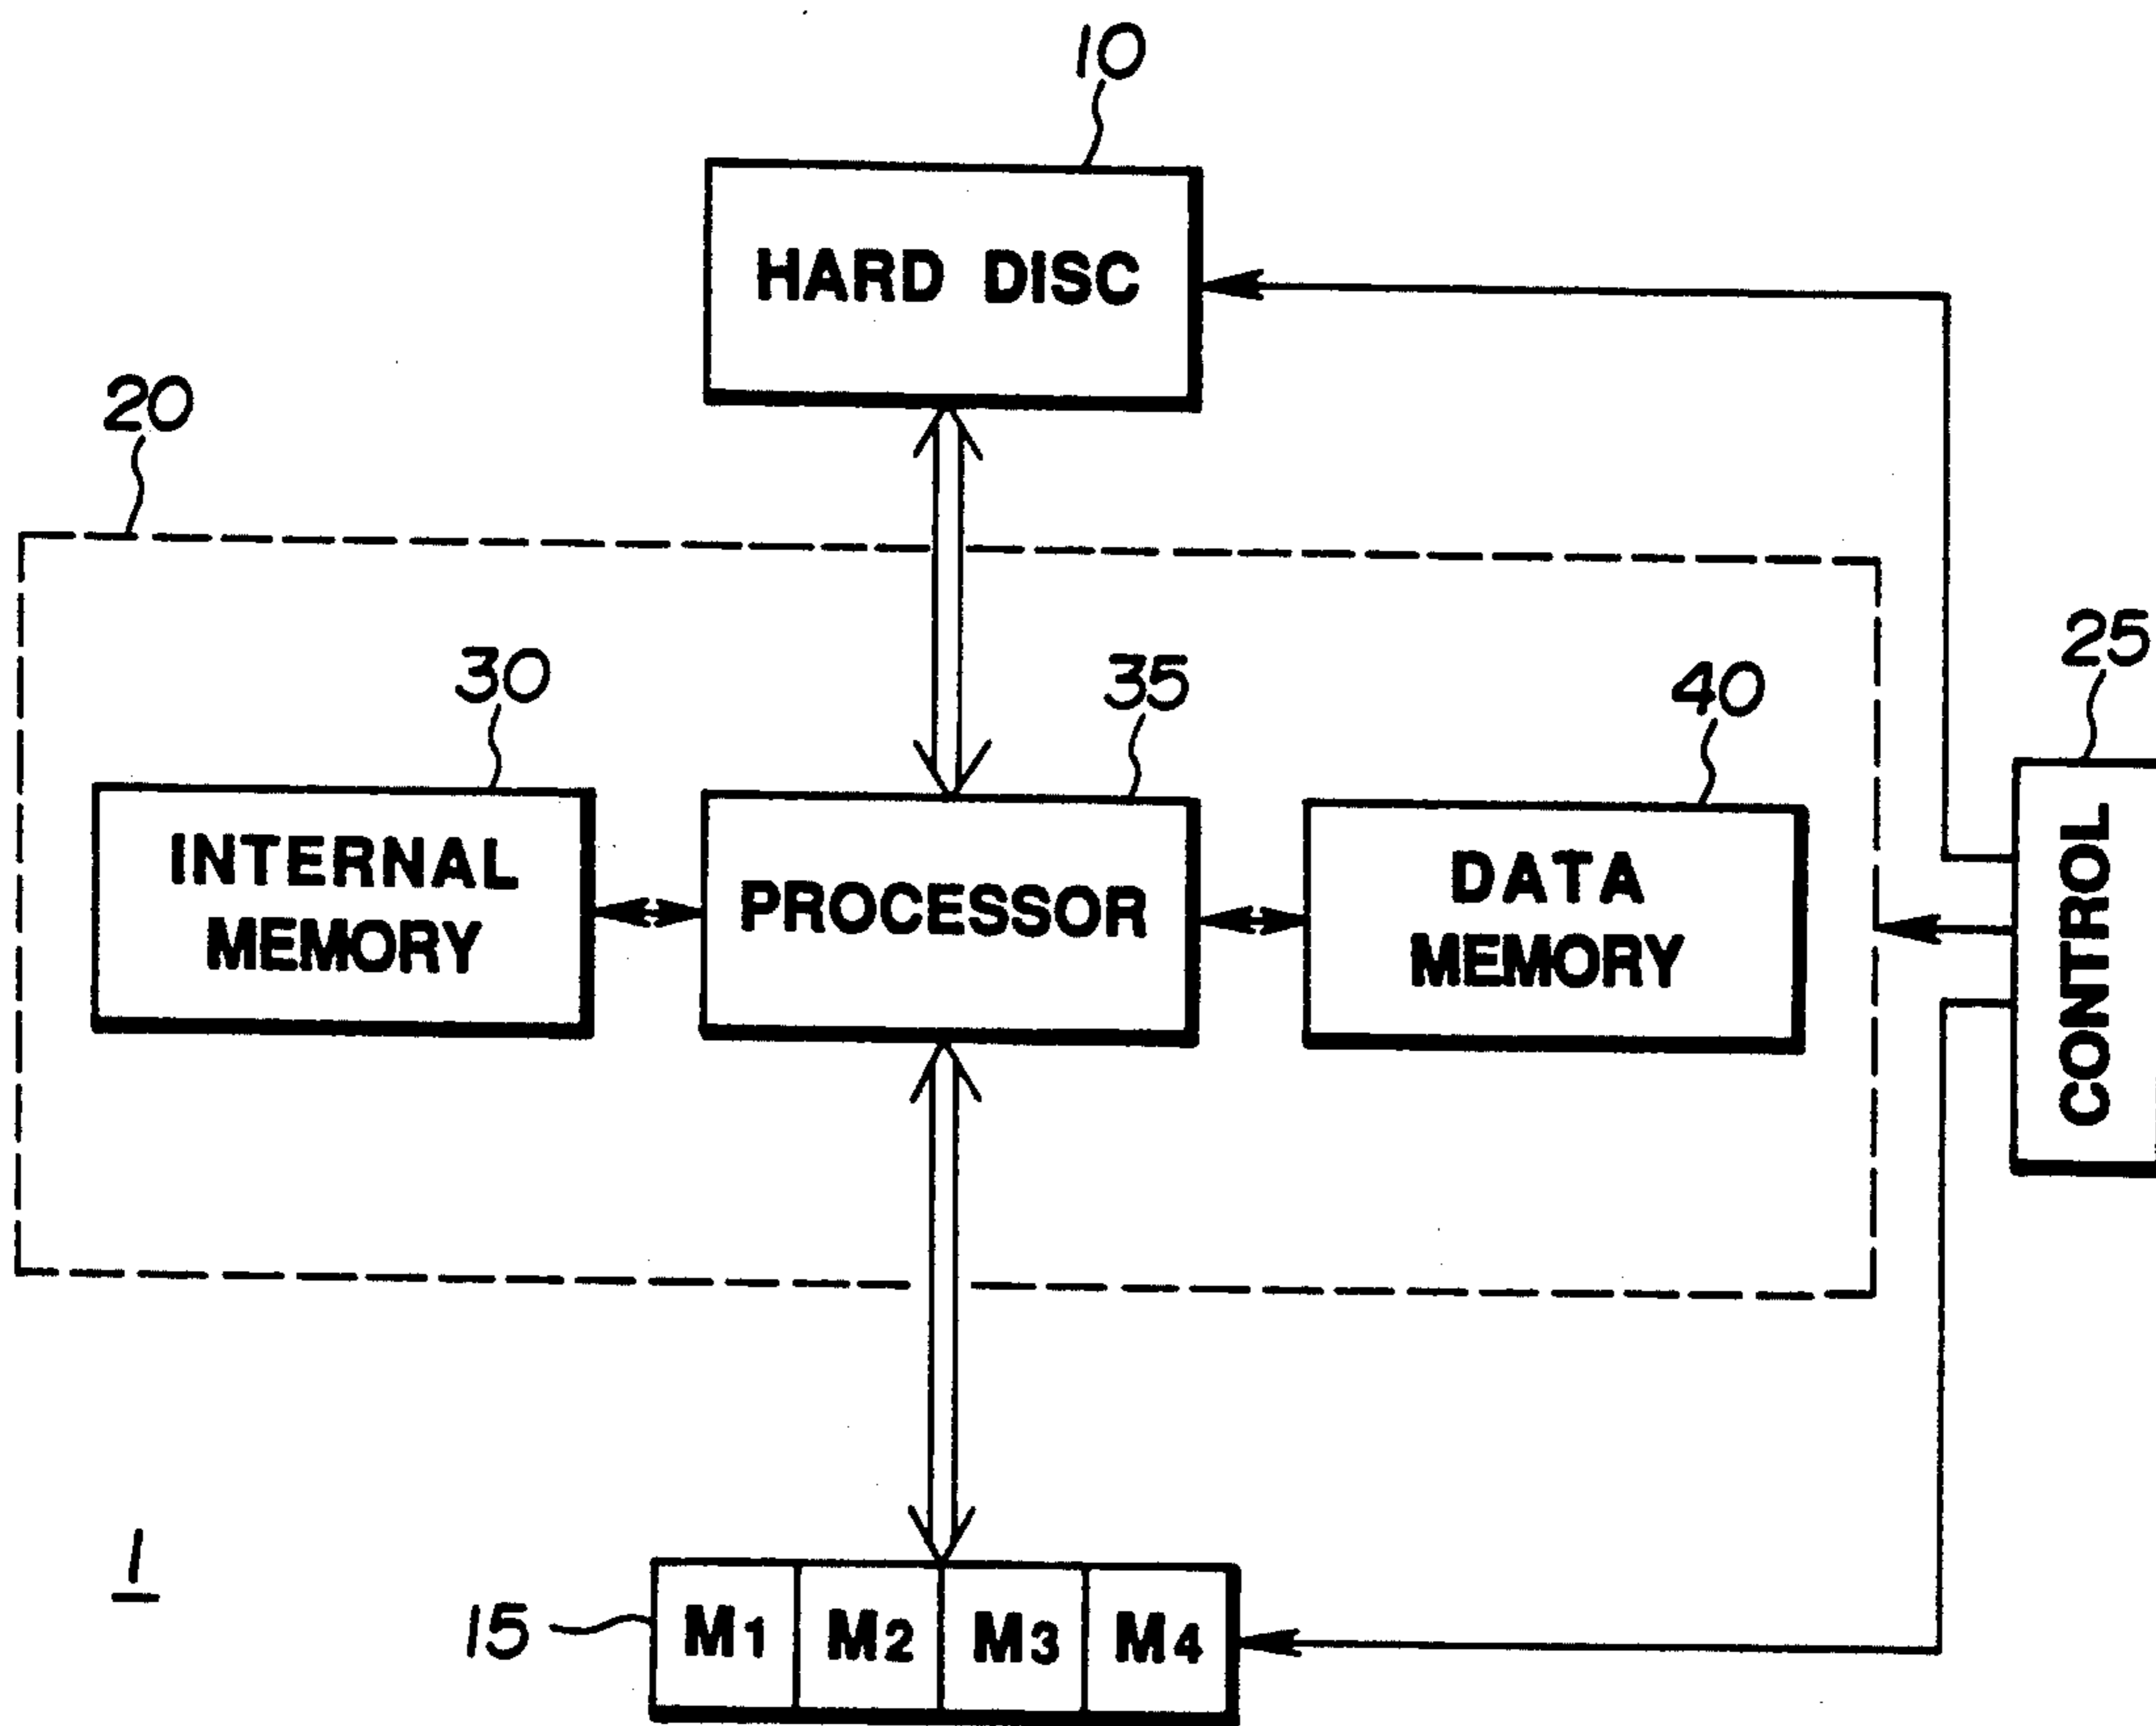 10
HARD DISC
20
30
35
40
25
INTERNAL
MEMORY
PROCESSOR
DATA
MEMORY
CONTROL
1
15
M1 M2 M3 M4